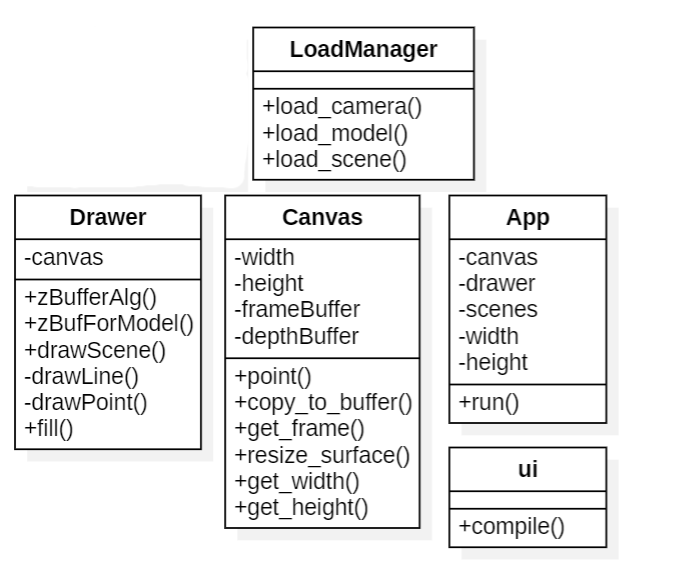 LoadManager
+load_camera()
+load_model()
+load_scene()
Drawer
-canvas
+zBufferAlg()
+zBufForModel()
+drawScene()
-drawLine()
-drawPoint()
+fill()
Canvas
-width
-height
-frameBuffer
-depthBuffer
+point()
+copy_to_buffer()
+get_frame()
+resize_surface()
+get_width()
+get_height()
App
-canvas
-drawer
-scenes
-width
-height
+run()
ui
+compile()